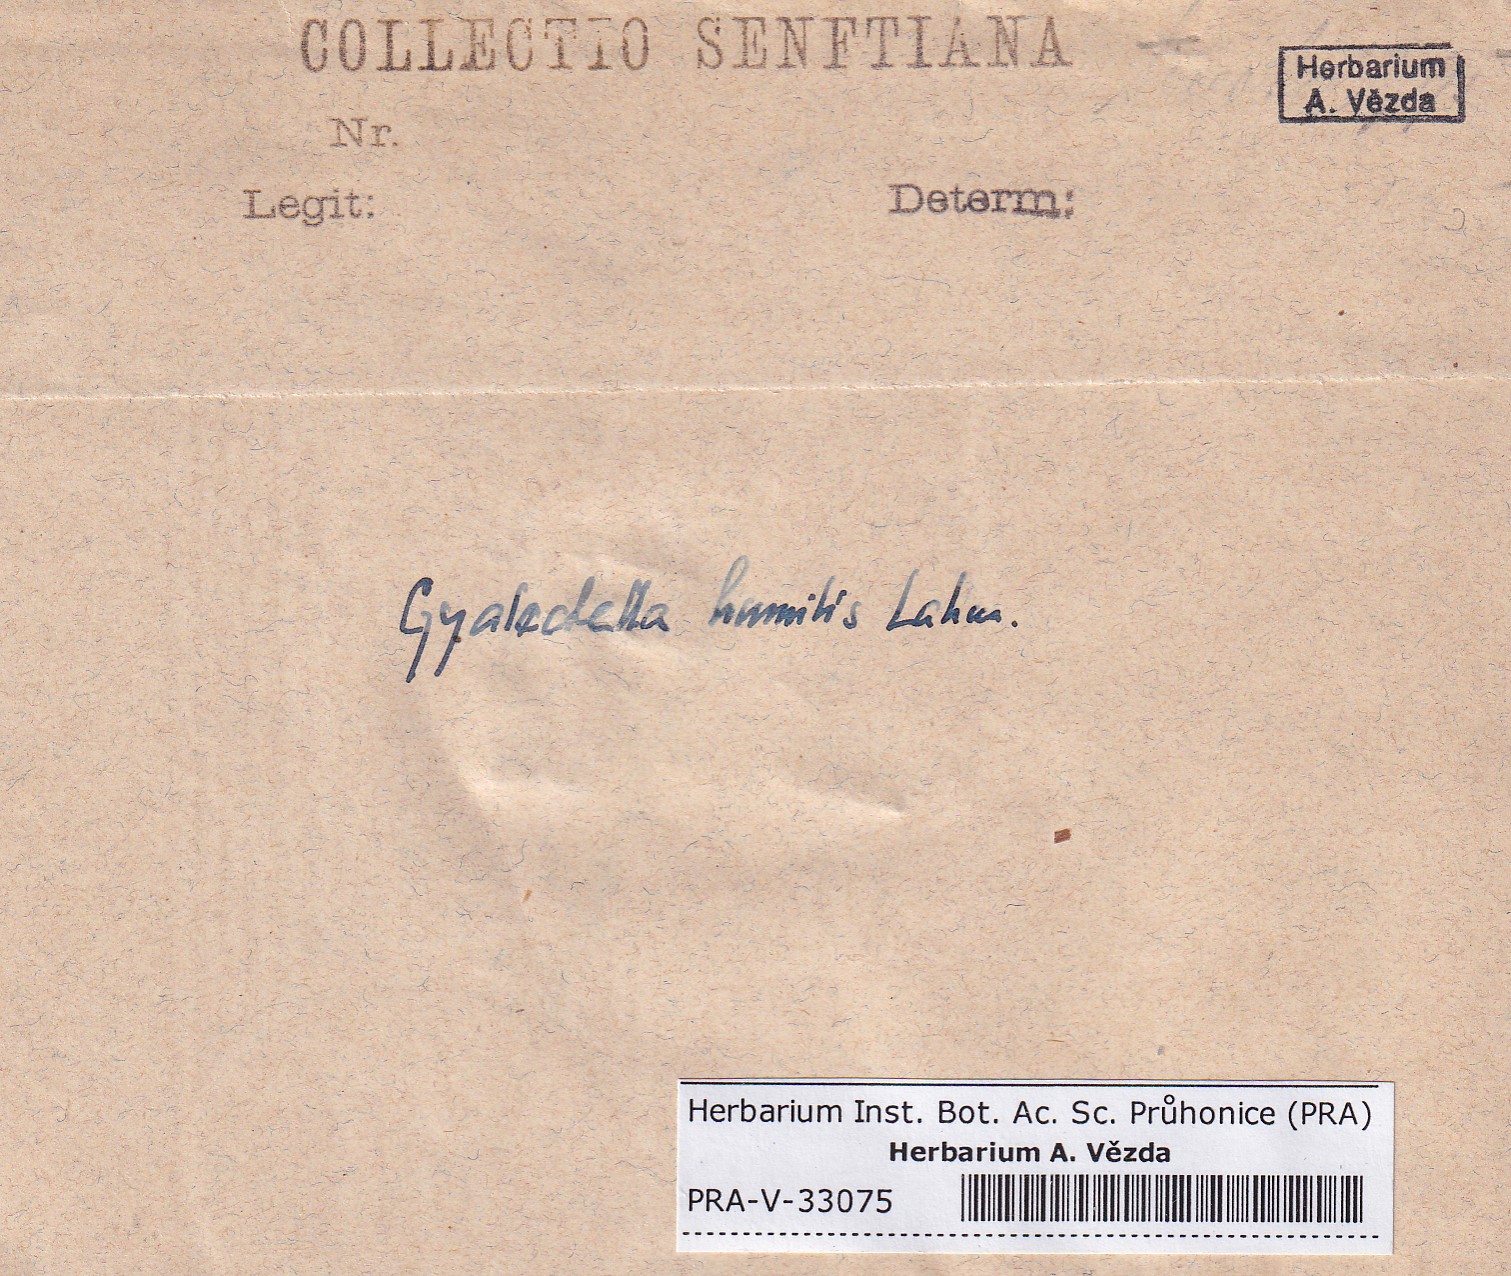 COLLECTIO SENFTIANA
Herbarium
A. Vězda
Nr.
Legit:
Determ:
Gyalectella humilis Lahm.
Herbarium Inst. Bot. Ac. Sc. Průhonice (PRA)
Herbarium A. Vězda
PRA-V-33075